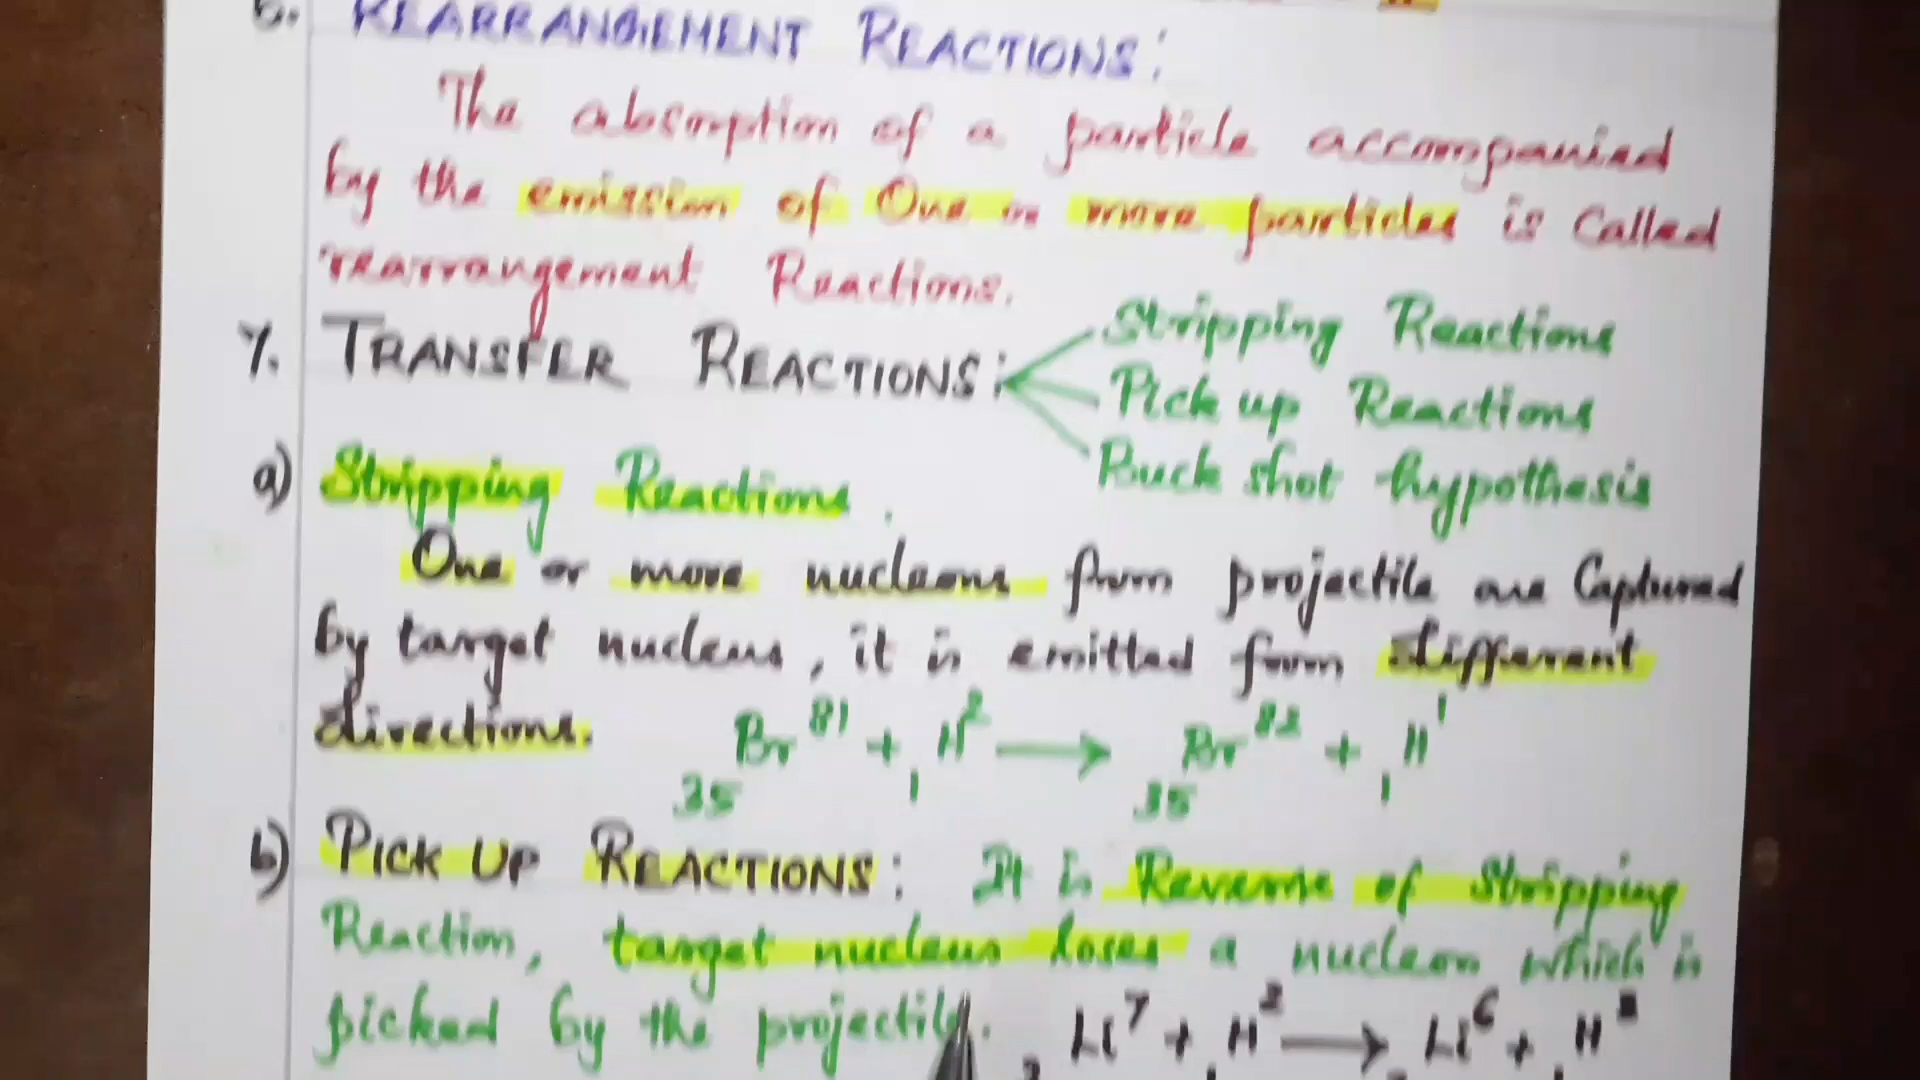 REARRANGEMENT REACTIONS:
The absorption of a particle accompanied
by the emission of One or more particles is Called
rearrangement Reactions.
7. TRANSFER REACTIONS:
Stripping Reactions
Pick up Reactions
Buck shot hypothesis
a) Stripping Reactions.
One or more nucleons from projectile are Captured
by target nucleus, it is emitted from different
directions. ₃₅Br⁸¹ + ₁H² → ₃₅Br⁸² + ₁H¹
b) PICK UP REACTIONS: It is Reverse of Stripping
Reaction, target nucleus loses a nucleon which is
picked by the projectile. Li⁷ + H² → Li⁶ + H